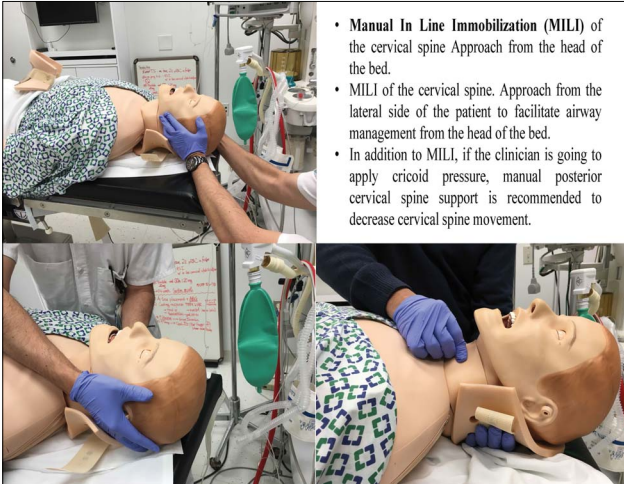 • Manual In Line Immobilization (MILI) of
the cervical spine Approach from the head of
the bed.
• MILI of the cervical spine. Approach from the
lateral side of the patient to facilitate airway
management from the head of the bed.
• In addition to MILI, if the clinician is going to
apply cricoid pressure, manual posterior
cervical spine support is recommended to
decrease cervical spine movement.